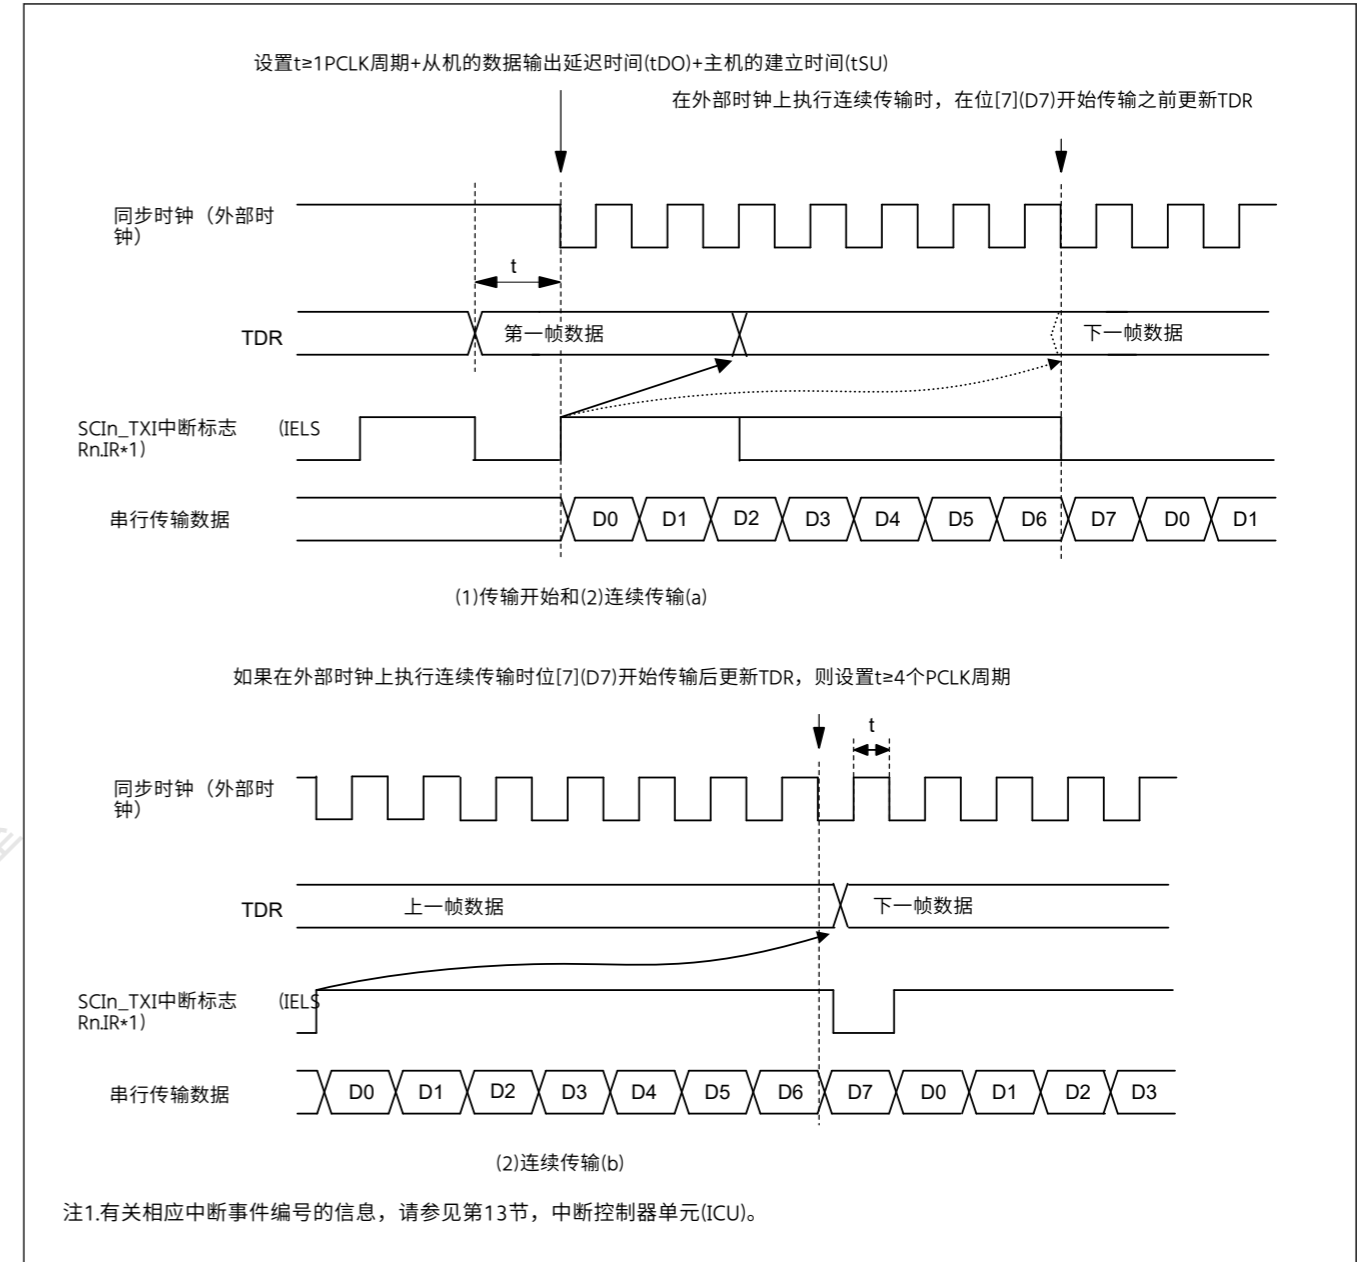 设置t≥1PCLK周期+从机的数据输出延迟时间(tDO)+主机的建立时间(tSU)
在外部时钟上执行连续传输时，在位[7](D7)开始传输之前更新TDR
同步时钟（外部时
钟）
t
TDR
第一帧数据
下一帧数据
SCIn_TXI中断标志 (IELS
Rn.IR*1)
串行传输数据
D0 D1 D2 D3 D4 D5 D6 D7 D0 D1
(1)传输开始和(2)连续传输(a)
如果在外部时钟上执行连续传输时位[7](D7)开始传输后更新TDR，则设置t≥4个PCLK周期
t
同步时钟（外部时
钟）
TDR
上一帧数据
下一帧数据
SCIn_TXI中断标志 (IELS
Rn.IR*1)
串行传输数据
D0 D1 D2 D3 D4 D5 D6 D7 D0 D1 D2 D3
(2)连续传输(b)
注1.有关相应中断事件编号的信息，请参见第13节，中断控制器单元(ICU)。